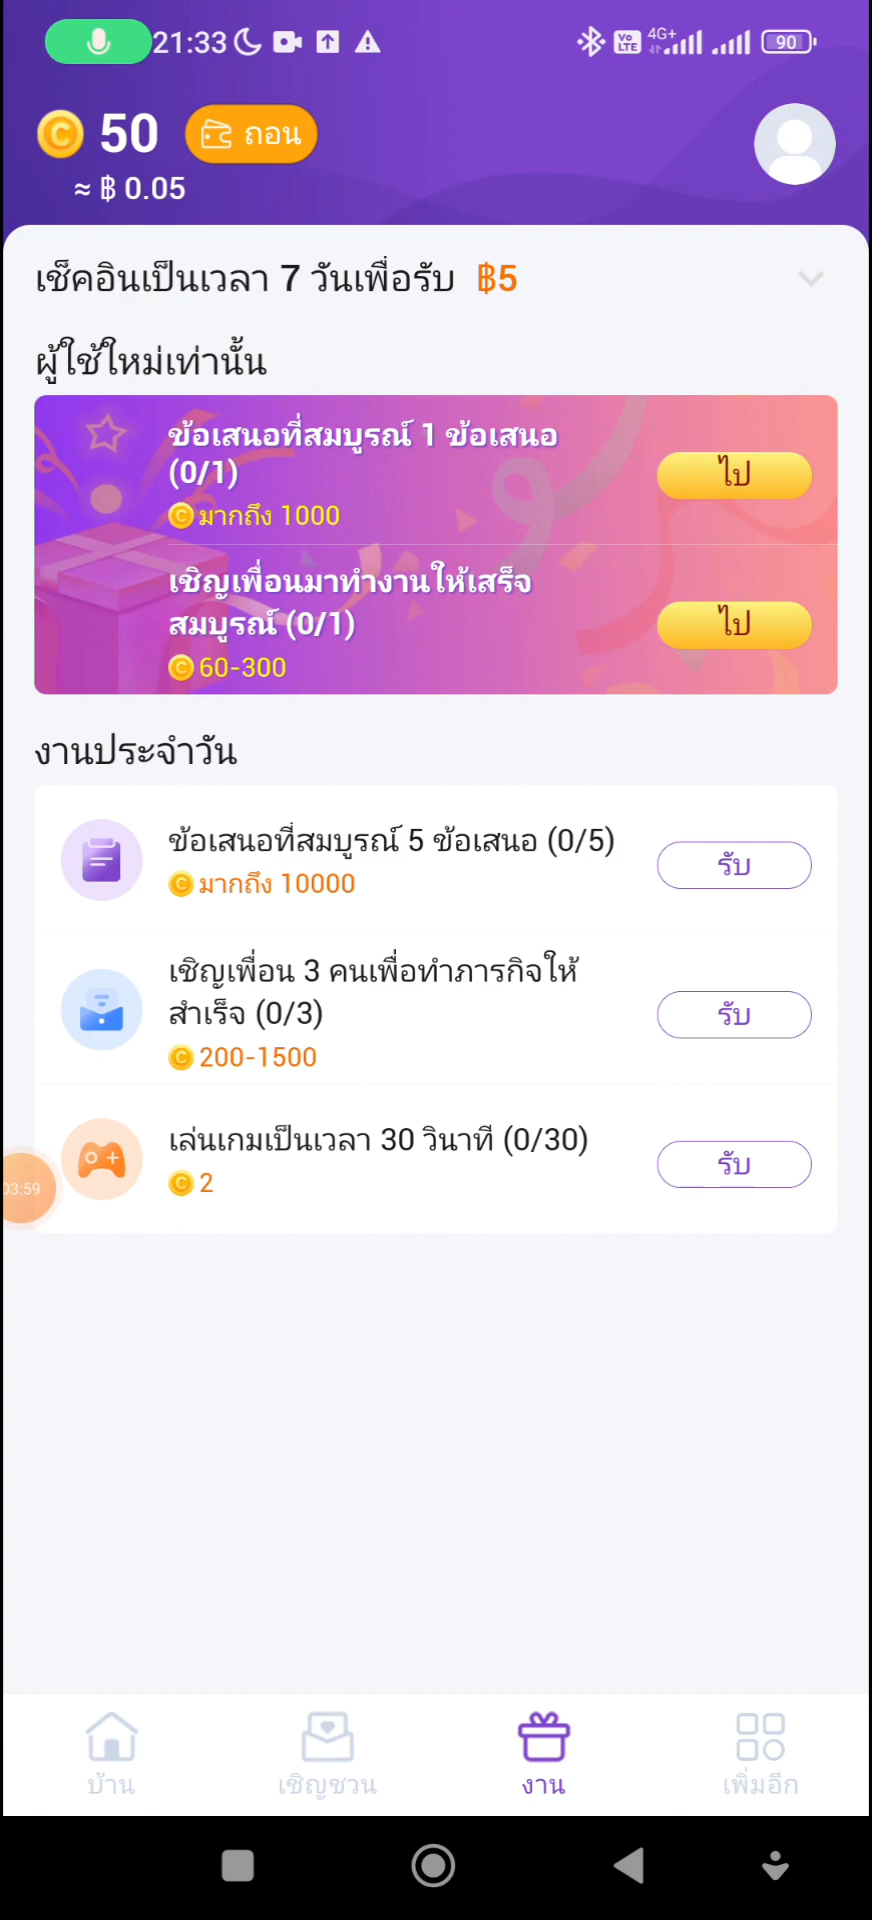 21:33
Vo LTE
4G+
90
50
ถอน
≈ ฿ 0.05
เช็คอินเป็นเวลา 7 วันเพื่อรับ ฿5
ผู้ใช้ใหม่เท่านั้น
ข้อเสนอที่สมบูรณ์ 1 ข้อเสนอ
(0/1)
ไป
C มากถึง 1000
เชิญเพื่อนมาทำงานให้เสร็จ
สมบูรณ์ (0/1)
ไป
C 60-300
งานประจำวัน
ข้อเสนอที่สมบูรณ์ 5 ข้อเสนอ (0/5)
รับ
C มากถึง 10000
เชิญเพื่อน 3 คนเพื่อทำภารกิจให้
สำเร็จ (0/3)
รับ
C 200-1500
เล่นเกมเป็นเวลา 30 วินาที (0/30)
รับ
C 2
03:59
บ้าน
เชิญชวน
งาน
เพิ่มอีก